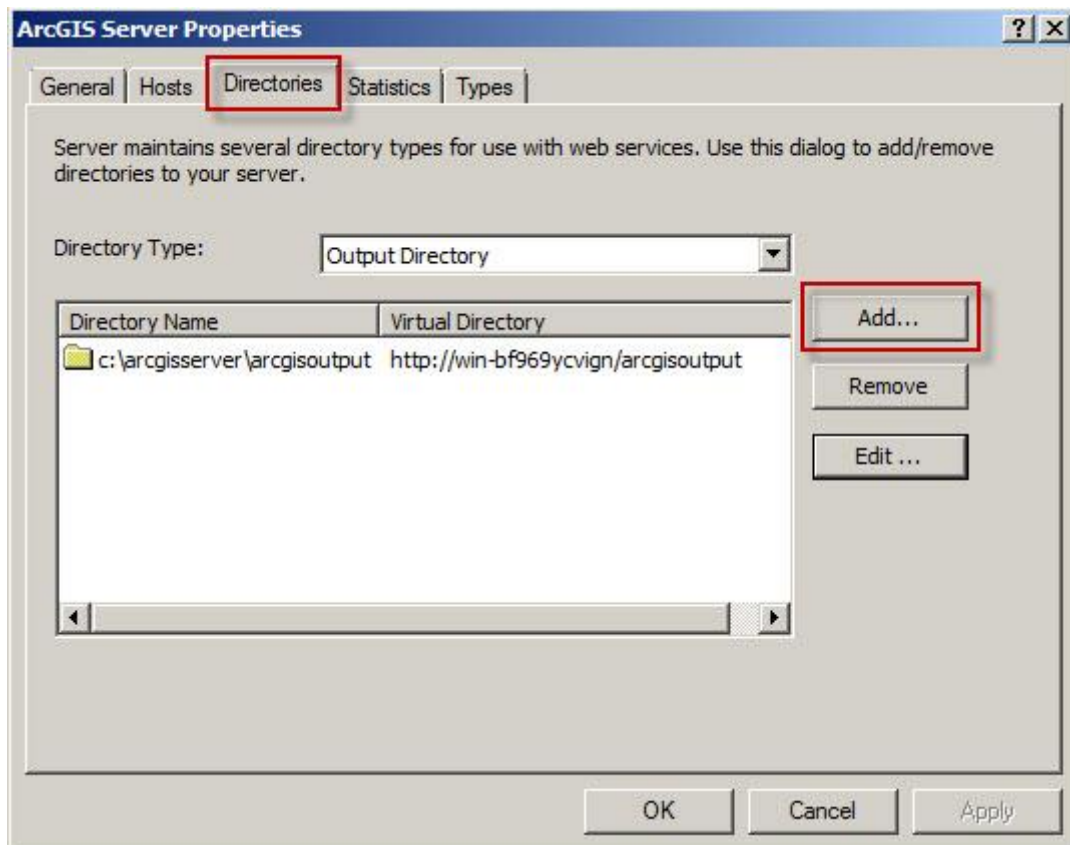 ArcGIS Server Properties
General Hosts Directories Statistics Types
Server maintains several directory types for use with web services. Use this dialog to add/remove
directories to your server.
Directory Type: Output Directory
Directory Name Virtual Directory
c:\arcgisserver\arcgisoutput http://win-bf969ycvign/arcgisoutput
Add...
Remove
Edit ...
OK Cancel Apply